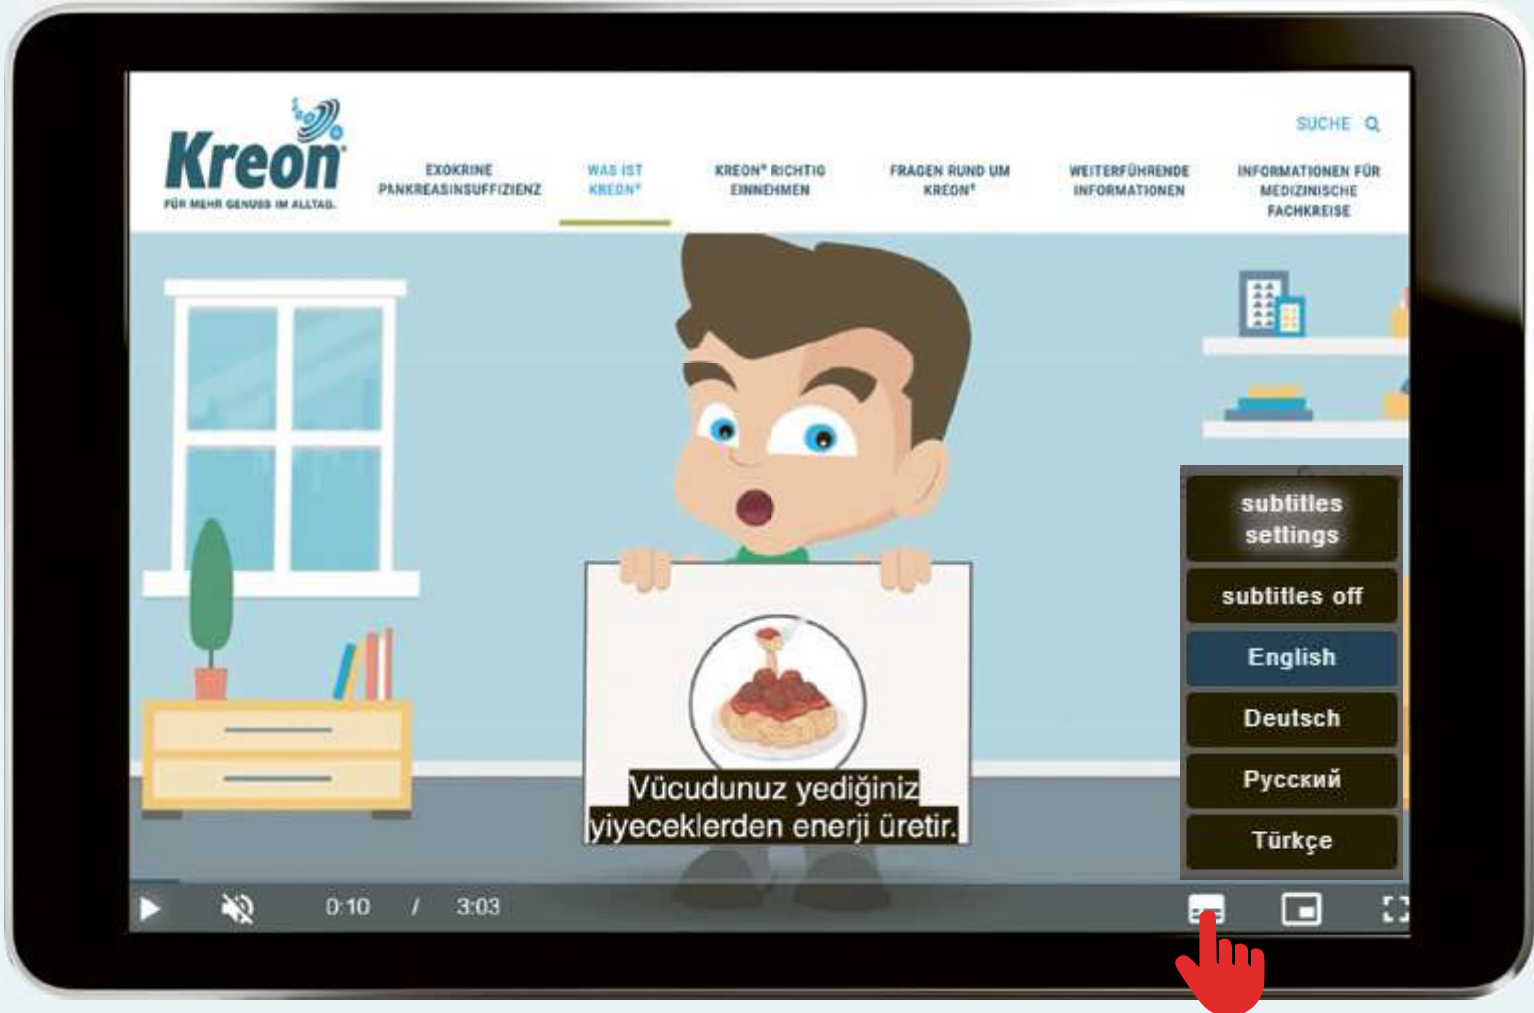 SUCHE
Kreon®
FÜR MEHR GENUSS IM ALLTAG.
EXOKRINE
PANKREASINSUFFIZIENZ
WAS IST
KREON®
KREON® RICHTIG
EINNEHMEN
FRAGEN RUND UM
KREON®
WEITERFÜHRENDE
INFORMATIONEN
INFORMATIONEN FÜR
MEDIZINISCHE
FACHKREISE
subtitles
settings
subtitles off
English
Deutsch
Русский
Türkçe
Vücudunuz yediğiniz
yiyeceklerden enerji üretir.
0:10 / 3:03